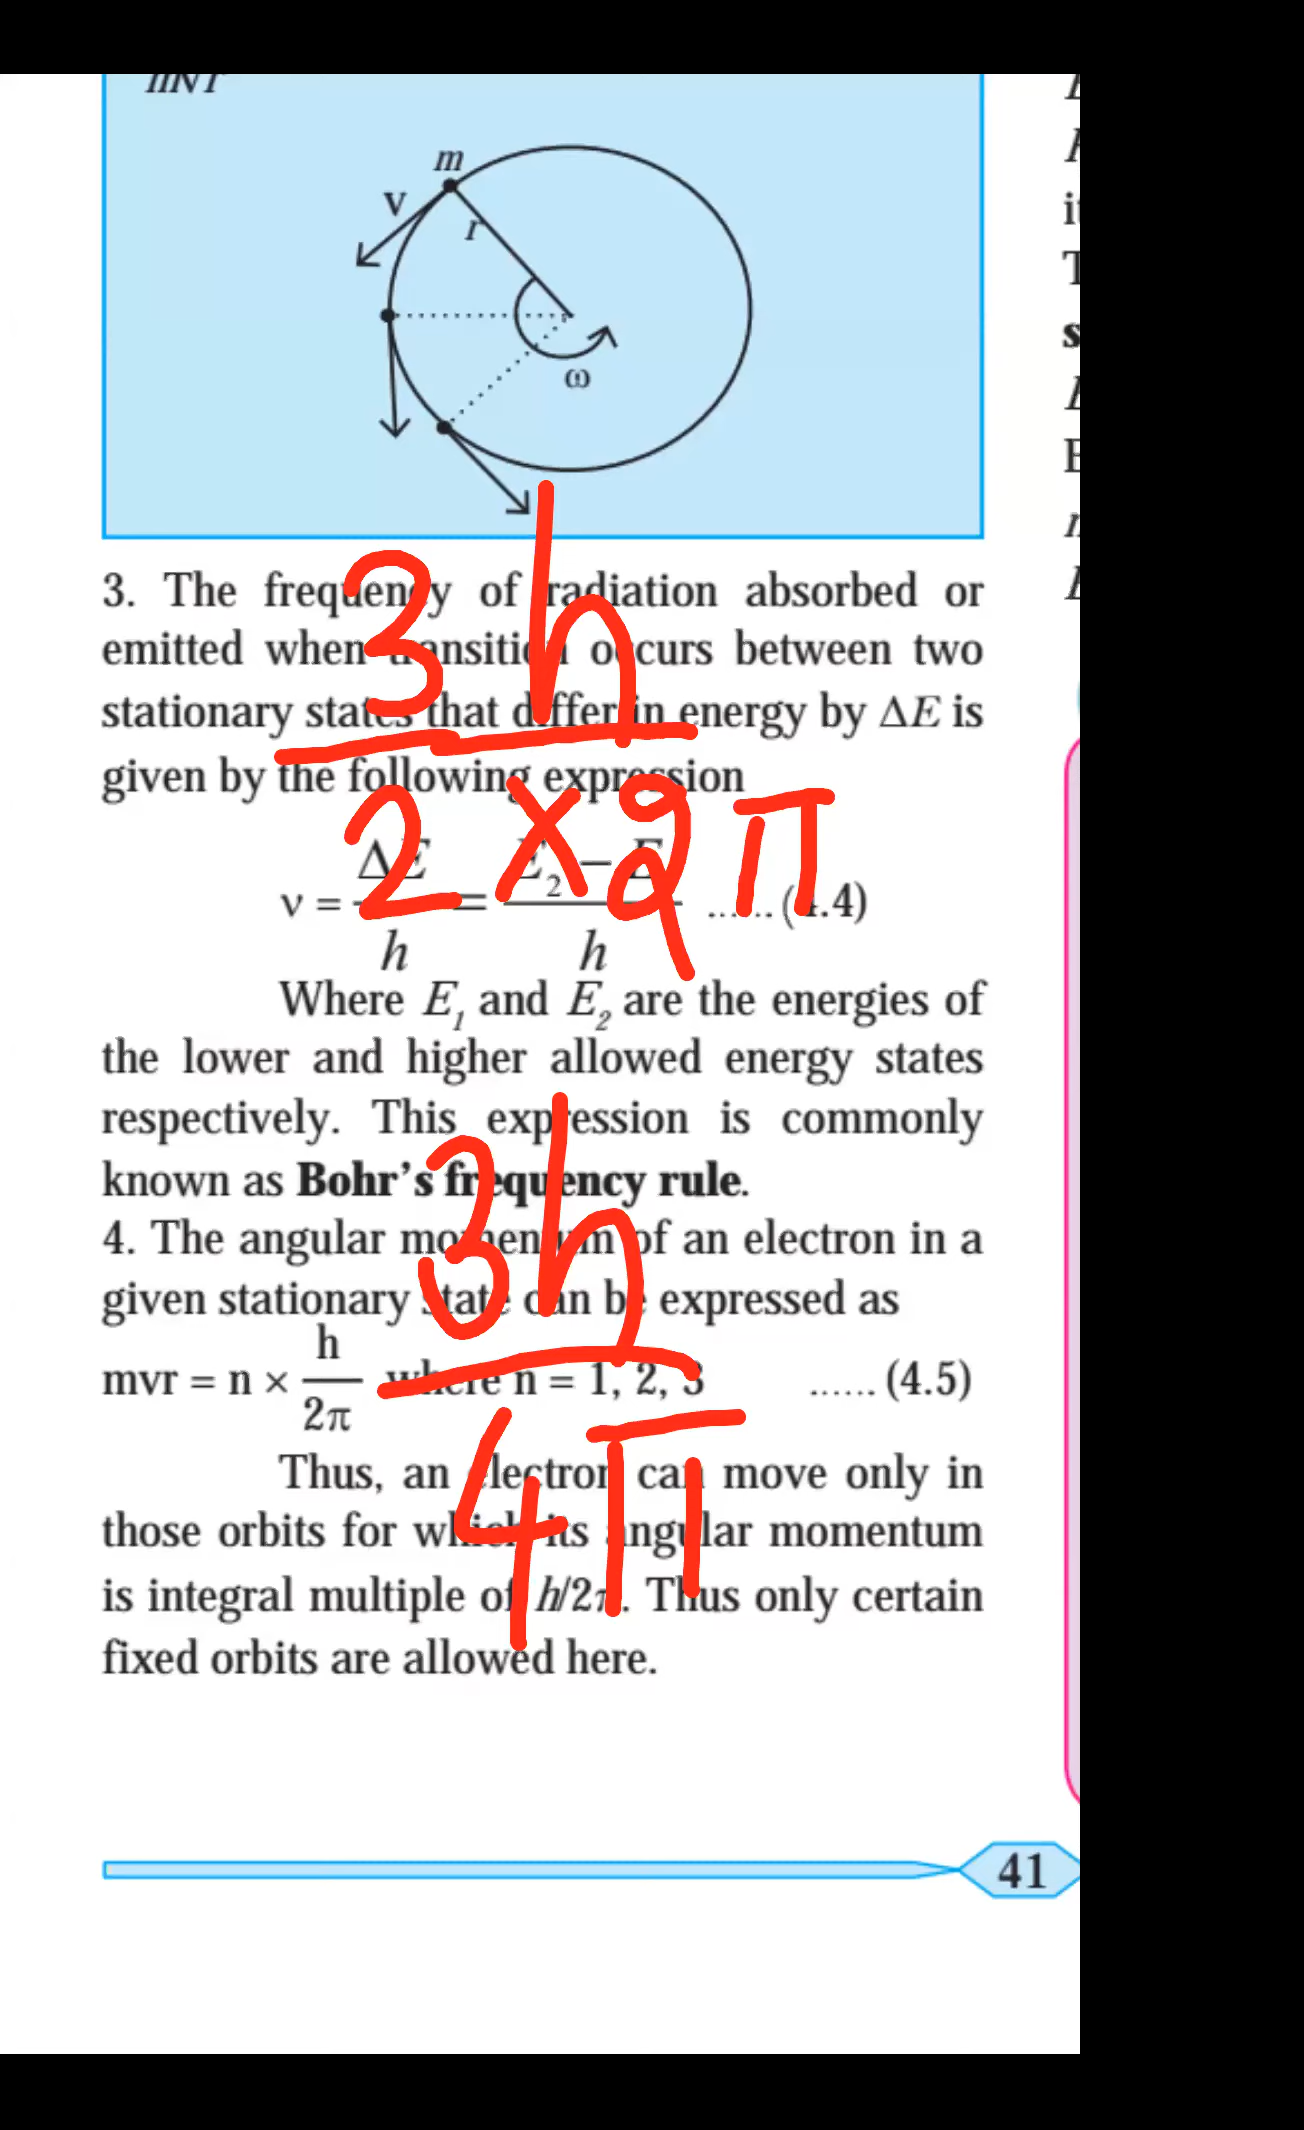 m
v
r
ω
3. The frequency of radiation absorbed or
emitted when transition occurs between two
stationary states that differ in energy by ΔE is
given by the following expression
ν = ΔE/h = E₂ – E /h ......(4.4)
3h
2 × 2π
Where E₁ and E₂ are the energies of
the lower and higher allowed energy states
respectively. This expression is commonly
known as Bohr's frequency rule.
4. The angular momentum of an electron in a
given stationary state can be expressed as
mvr = n × h/2π where n = 1, 2, 3 ......(4.5)
3h
4π
Thus, an electron can move only in
those orbits for which its angular momentum
is integral multiple of h/2π. Thus only certain
fixed orbits are allowed here.
41